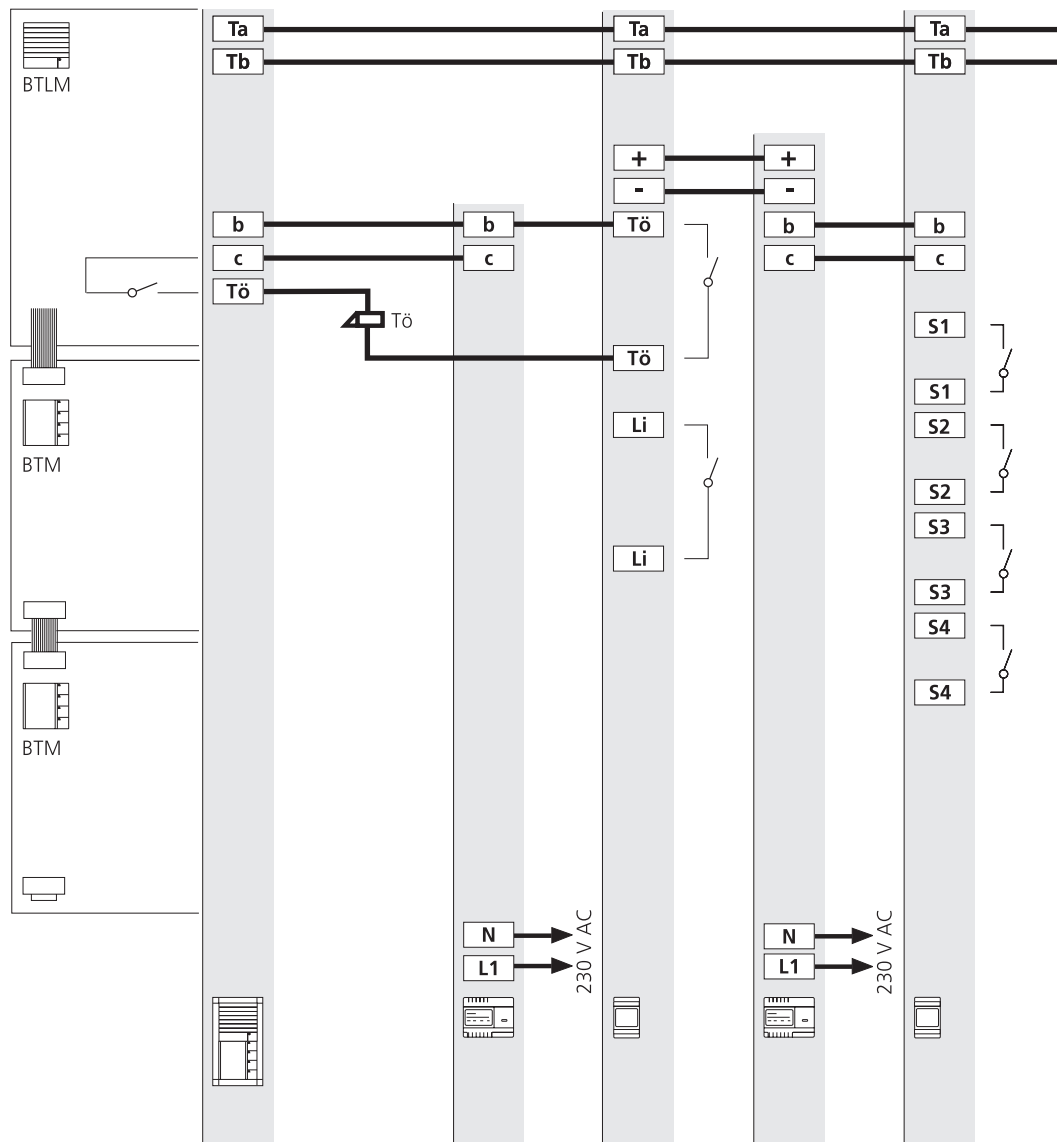 Ta Ta Ta
BTLM Tb Tb Tb
+ +
- -
b b Tö b b
c c c c
Tö
Tö
S1
Tö
S1
Li S2
BTM
S2
S3
Li
S3
S4
S4
BTM
N 230 V AC N 230 V AC
L1 L1